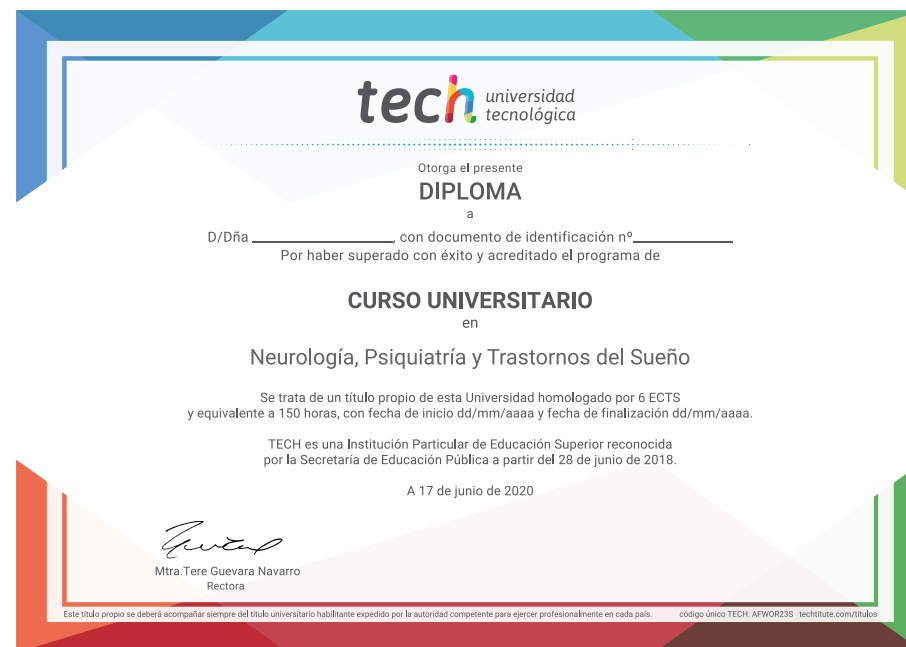 tech universidad
tecnológica
Otorga el presente
DIPLOMA
a
D/Dña ____________________, con documento de identificación nº______________
Por haber superado con éxito y acreditado el programa de
CURSO UNIVERSITARIO
en
Neurología, Psiquiatría y Trastornos del Sueño
Se trata de un título propio de esta Universidad homologado por 6 ECTS
y equivalente a 150 horas, con fecha de inicio dd/mm/aaaa y fecha de finalización dd/mm/aaaa.
TECH es una Institución Particular de Educación Superior reconocida
por la Secretaría de Educación Pública a partir del 28 de junio de 2018.
A 17 de junio de 2020
Mtra.Tere Guevara Navarro
Rectora
Este título propio se deberá acompañar siempre del título universitario habilitante expedido por la autoridad competente para ejercer profesionalmente en cada país. código único TECH: AFWOR23S techtitute.com/titulos